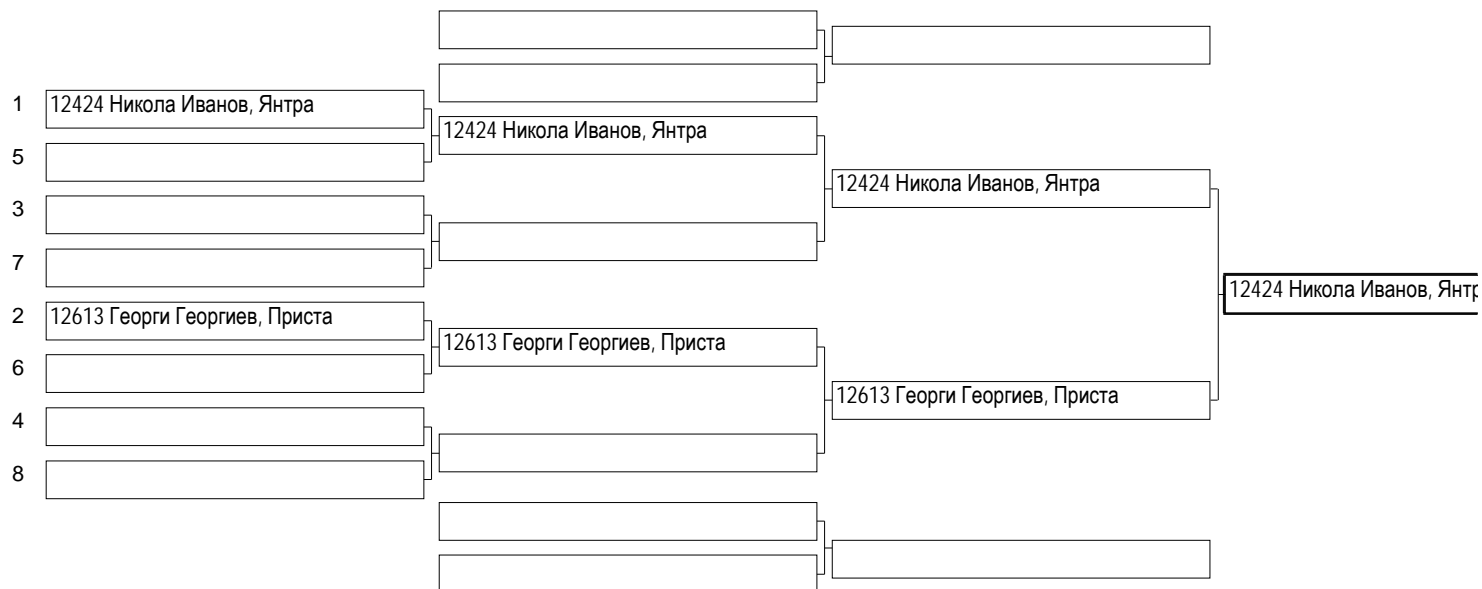 1 12424 Никола Иванов, Янтра
5
3
7
2 12613 Георги Георгиев, Приста
6
4
8
12424 Никола Иванов, Янтра
12613 Георги Георгиев, Приста
12424 Никола Иванов, Янтра
12613 Георги Георгиев, Приста
12424 Никола Иванов, Янтр